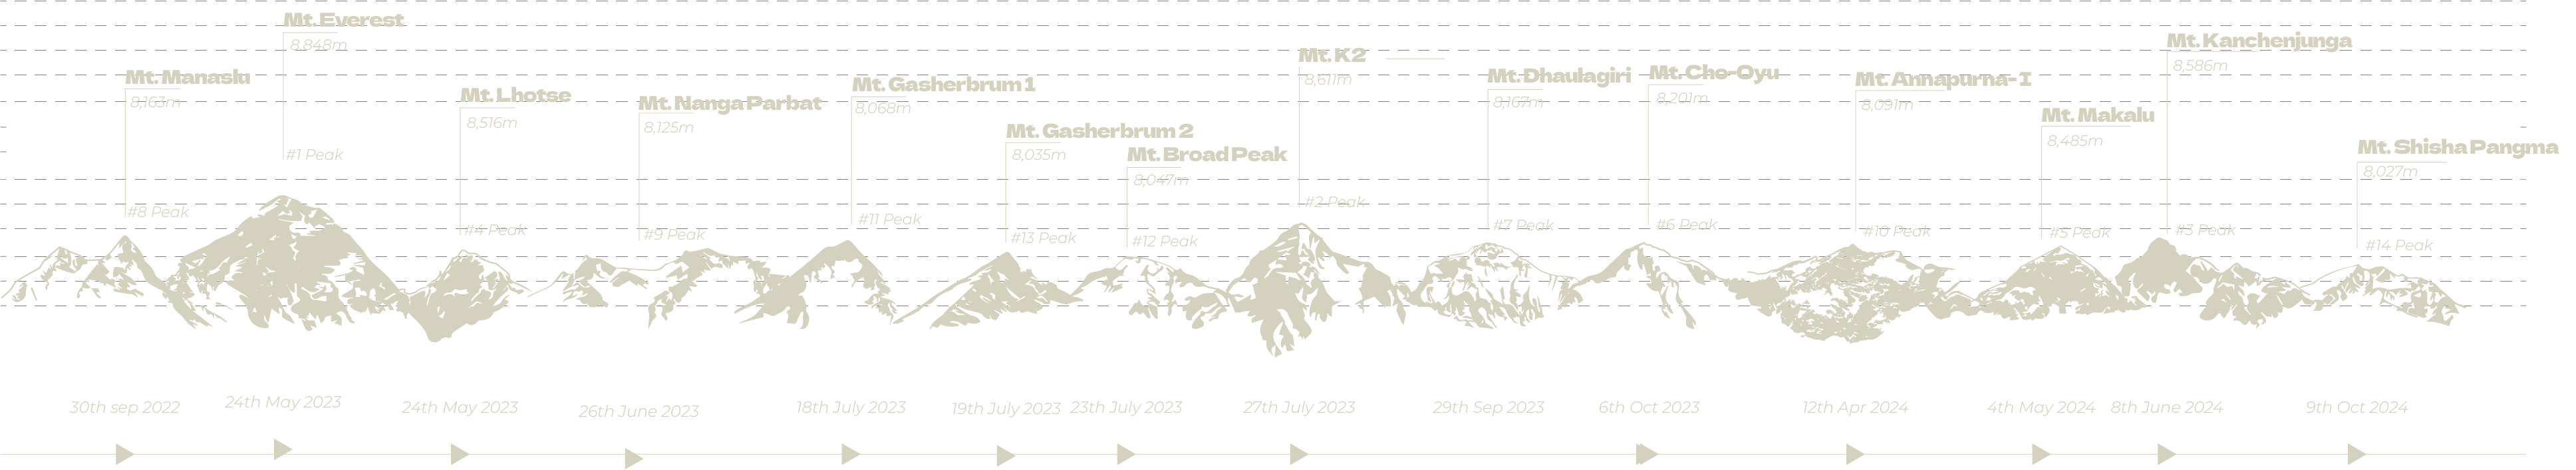 Mt. Manaslu
8,163m
#8 Peak
30th sep 2022
Mt. Everest
8,848m
#1 Peak
24th May 2023
Mt. Lhotse
8,516m
#4 Peak
24th May 2023
Mt. Nanga Parbat
8,125m
#9 Peak
26th June 2023
Mt. Gasherbrum 1
8,068m
#11 Peak
18th July 2023
Mt. Gasherbrum 2
8,035m
#13 Peak
19th July 2023
Mt. Broad Peak
8,047m
#12 Peak
23th July 2023
Mt. K2
8,611m
#2 Peak
27th July 2023
Mt. Dhaulagiri
8,167m
#7 Peak
29th Sep 2023
Mt. Cho-Oyu
8,201m
#6 Peak
6th Oct 2023
Mt. Annapurna-I
8,091m
#10 Peak
12th Apr 2024
Mt. Makalu
8,485m
#5 Peak
4th May 2024
Mt. Kanchenjunga
8,586m
#3 Peak
8th June 2024
Mt. Shisha Pangma
8,027m
#14 Peak
9th Oct 2024